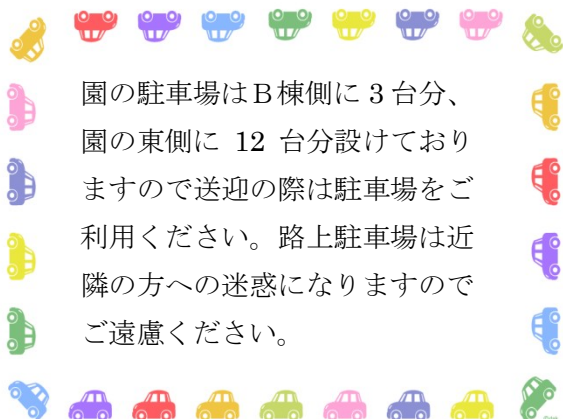 園の駐車場はＢ棟側に 3 台分、
園の東側に 12 台分設けており
ますので送迎の際は駐車場をご
利用ください。路上駐車場は近
隣の方への迷惑になりますので
ご遠慮ください。